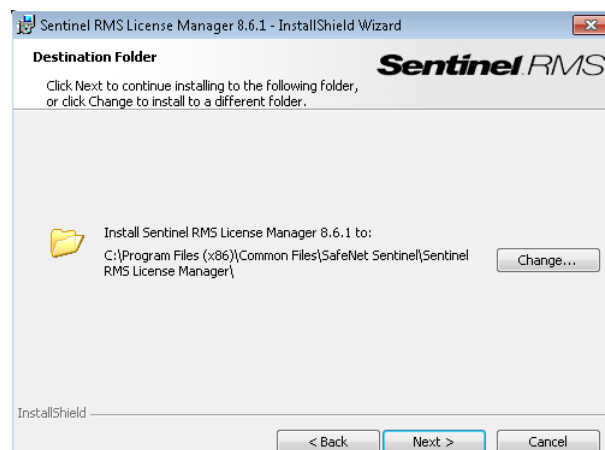 Sentinel RMS License Manager 8.6.1 - InstallShield Wizard
Destination Folder
Sentinel RMS
Click Next to continue installing to the following folder,
or click Change to install to a different folder.
Install Sentinel RMS License Manager 8.6.1 to:
C:\Program Files (x86)\Common Files\SafeNet Sentinel\Sentinel
RMS License Manager\
Change...
InstallShield
< Back
Next >
Cancel